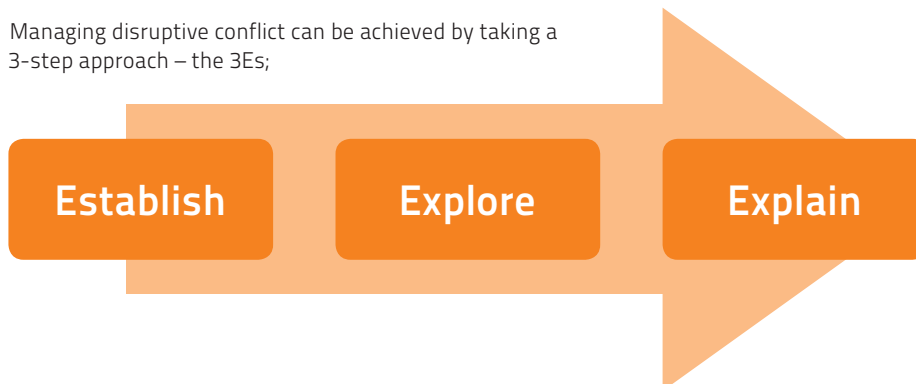 Managing disruptive conflict can be achieved by taking a
3-step approach – the 3Es;
Establish
Explore
Explain